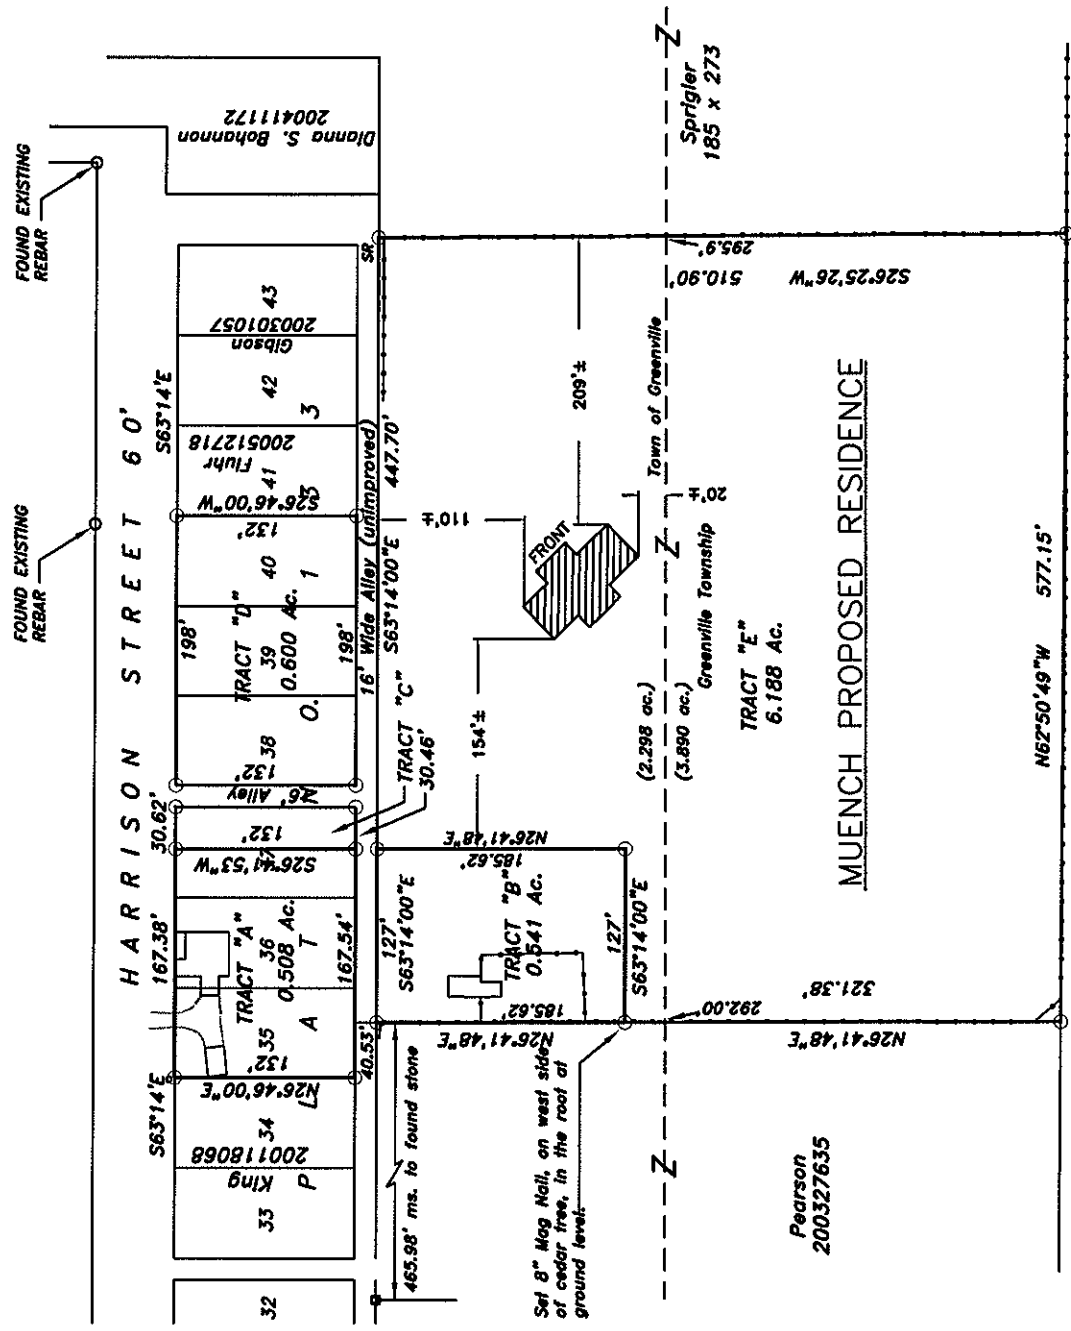 FOUND EXISTING
REBAR
FOUND EXISTING
REBAR
HARRISON STREET 60'
S63°14'E
167.38'
30.62'
198'
S63°14'E
32
33
King
200118068
34
N26°46'00"E
132'
35
TRACT "A"
36
0.508 Ac.
S26°41'53"W
37
132'
Alley
132'
38
TRACT "D"
39
0.600 Ac.
40
132'
S26°46'00"W
41
Fluhr
200512718
42
Gibson
200301057
43
Dianna S. Bohannon
200411172
PLAT
O.
1
3
3
40.53'
167.54'
TRACT "C"
30.46'
198'
16' Wide Alley (unimproved)
S63°14'00"E
447.70'
SR
465.98' ms. to found stone
127'
S63°14'00"E
N26°41'48"E
185.62'
TRACT "B"
0.541 Ac.
185.62'
N26°41'48"E
127'
S63°14'00"E
Set 8" Mag Nail, on west side
of cedar tree, in the root at
ground level.
154'±
110'±
FRONT
209'±
20'±
Town of Greenville
Greenville Township
(2.298 ac.)
(3.890 ac.)
TRACT "E"
6.188 Ac.
MUENCH PROPOSED RESIDENCE
295.9'
510.90'
S26°25'26"W
Sprigler
185 x 273
292.00'
321.38'
N26°41'48"E
N62°50'49"W
577.15'
Pearson
200327635